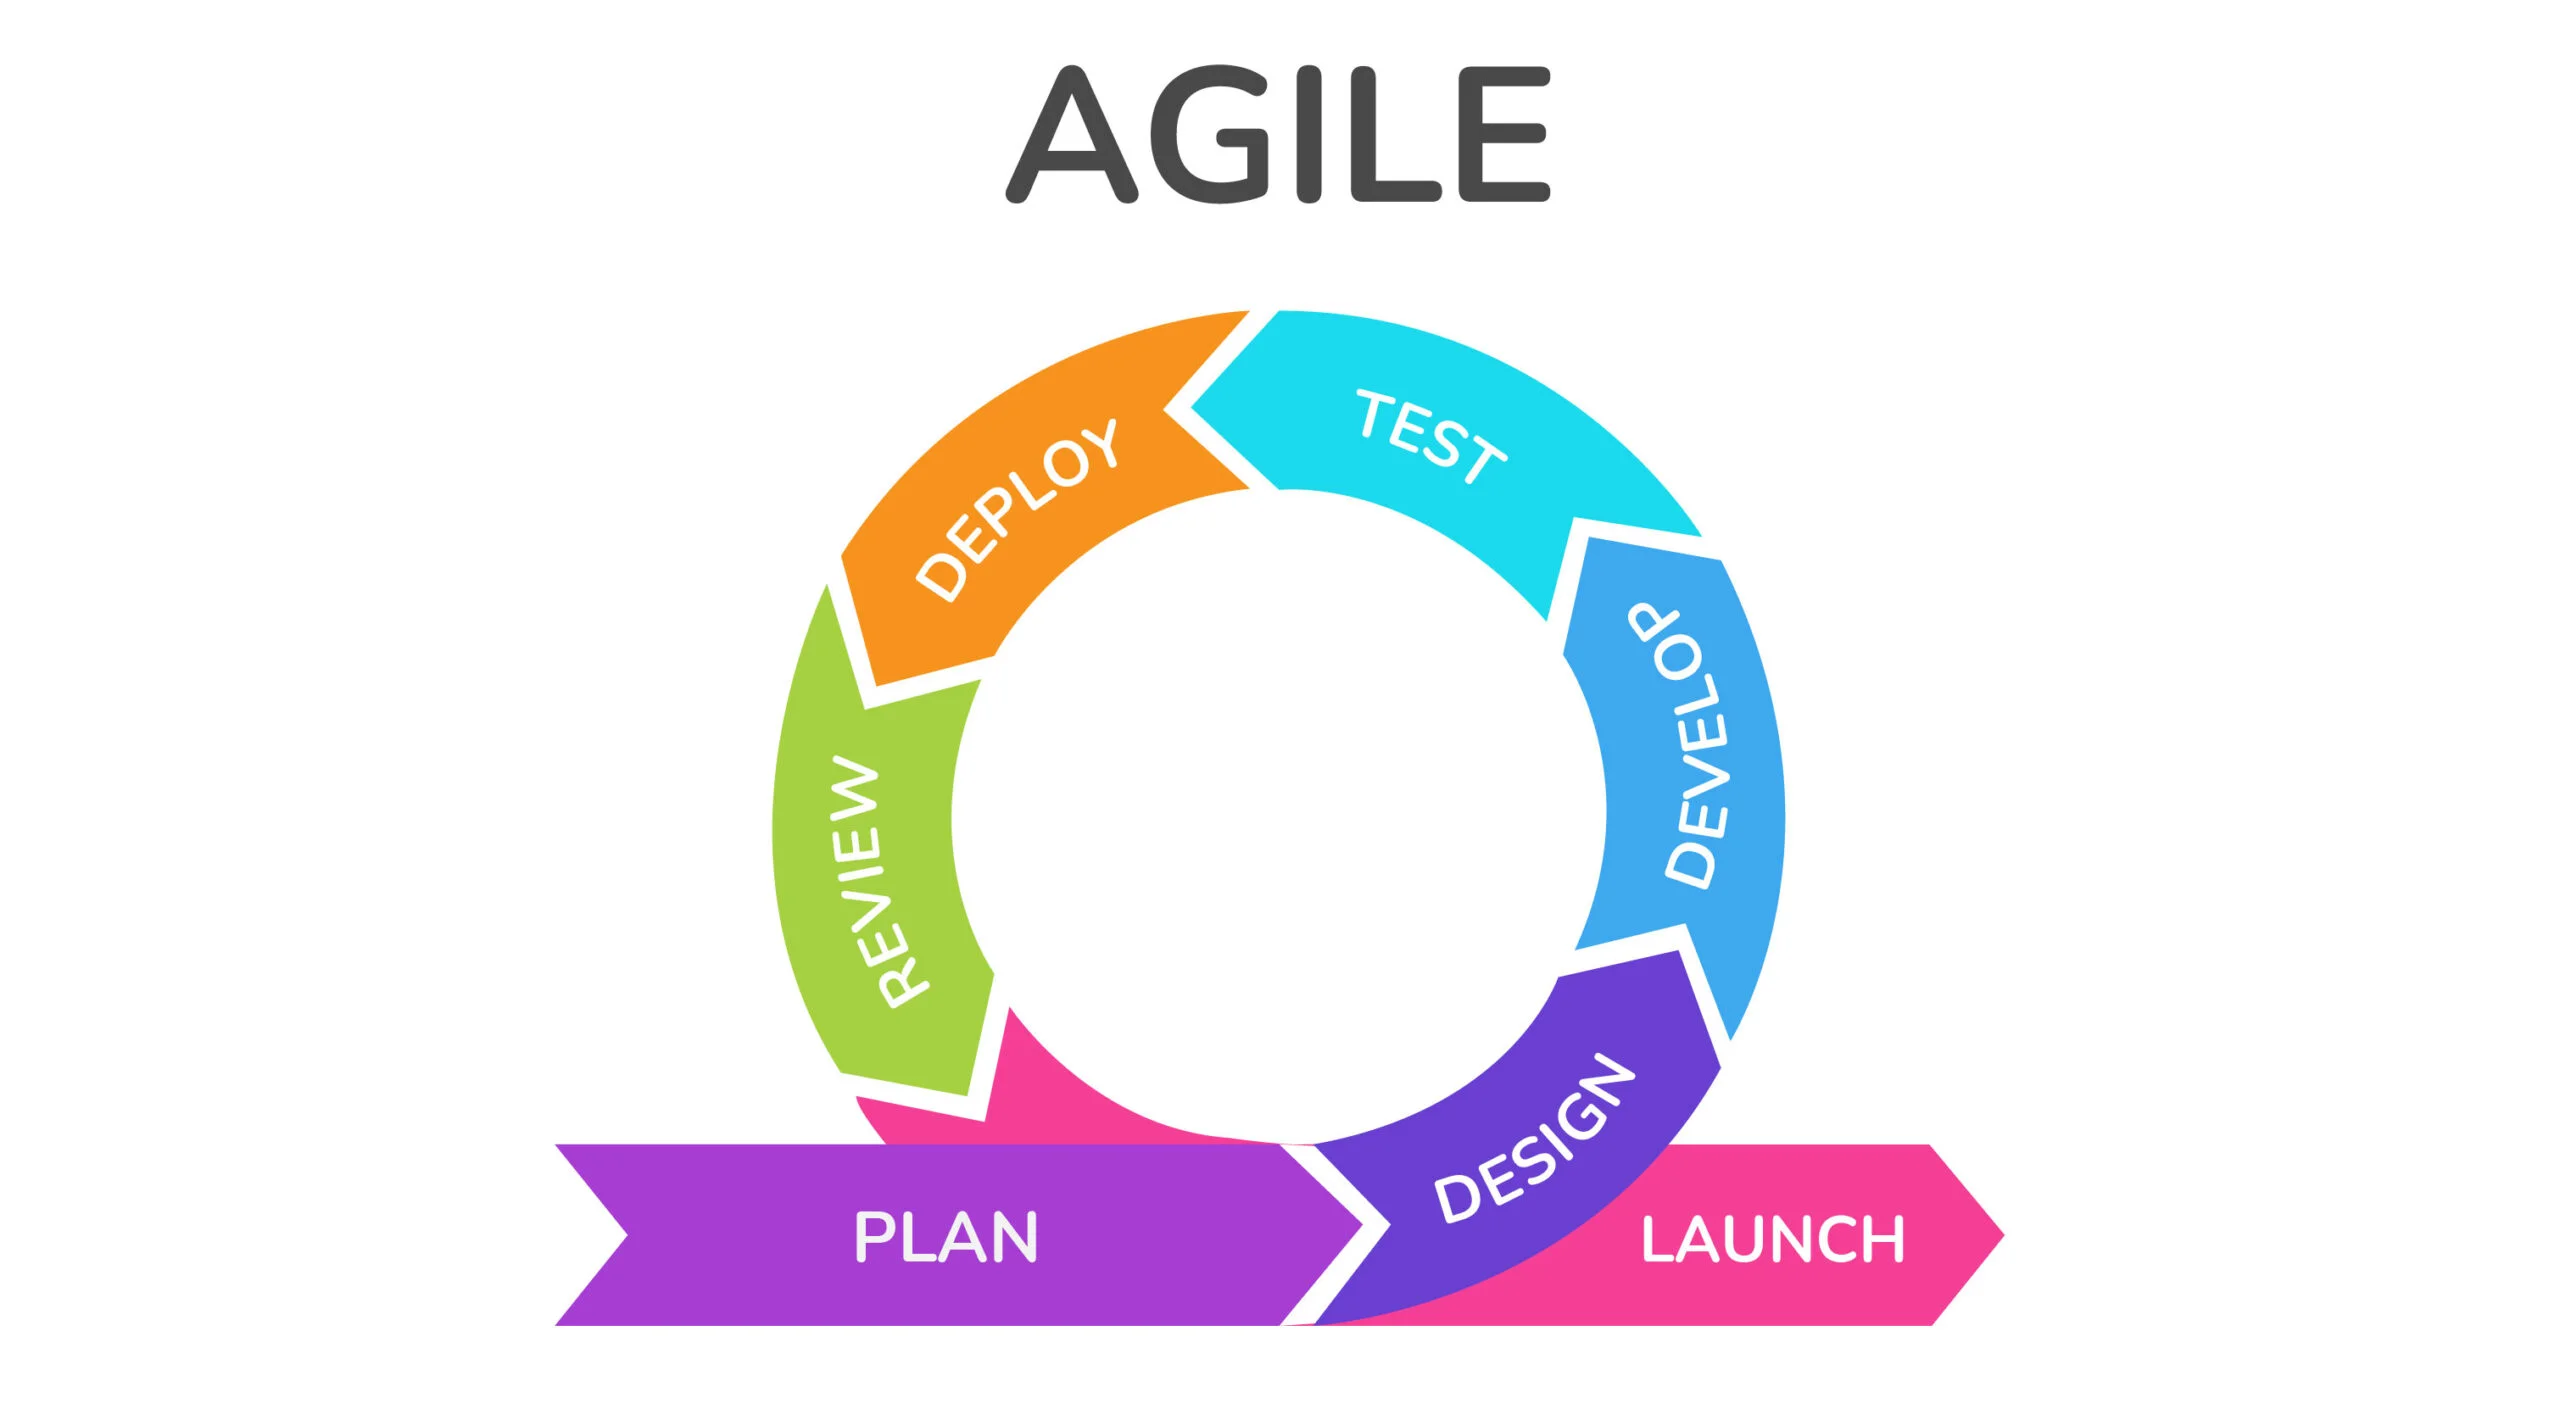 AGILE
PLAN
DESIGN
DEVELOP
TEST
DEPLOY
REVIEW
LAUNCH